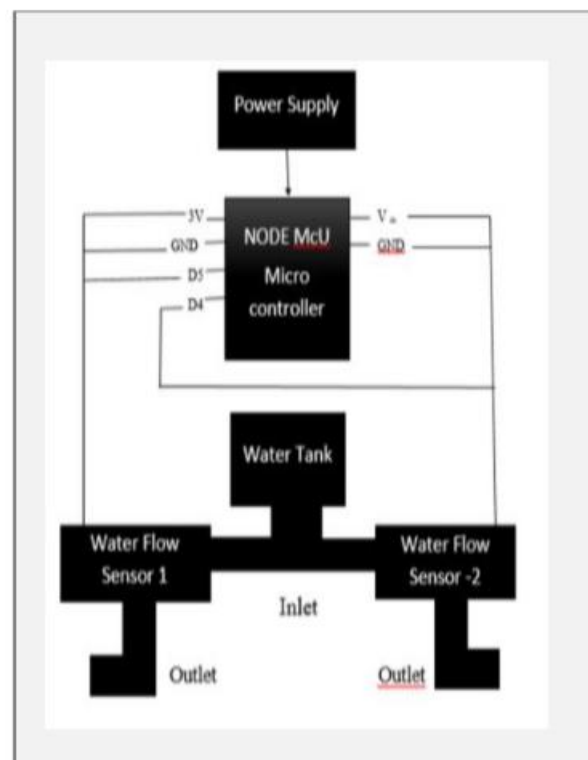 Power Supply
3V
V in
GND
NODE McU
GND
D5
Micro
D4
controller
Water Tank
Water Flow
Sensor 1
Water Flow
Sensor -2
Inlet
Outlet
Outlet